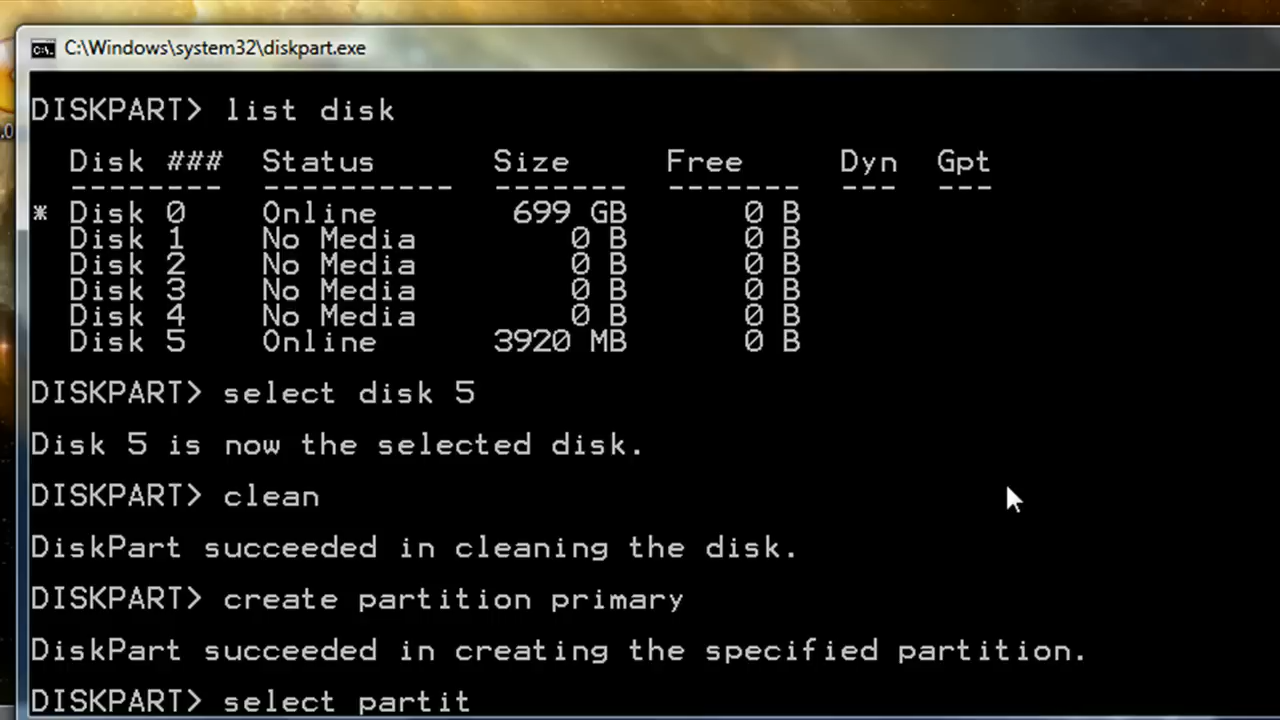 C:\Windows\system32\diskpart.exe
DISKPART> list disk
Disk ### Status Size Free Dyn Gpt
-------- ---------- ------- ------- --- ---
* Disk 0 Online 699 GB 0 B
Disk 1 No Media 0 B 0 B
Disk 2 No Media 0 B 0 B
Disk 3 No Media 0 B 0 B
Disk 4 No Media 0 B 0 B
Disk 5 Online 3920 MB 0 B
DISKPART> select disk 5
Disk 5 is now the selected disk.
DISKPART> clean
DiskPart succeeded in cleaning the disk.
DISKPART> create partition primary
DiskPart succeeded in creating the specified partition.
DISKPART> select partit